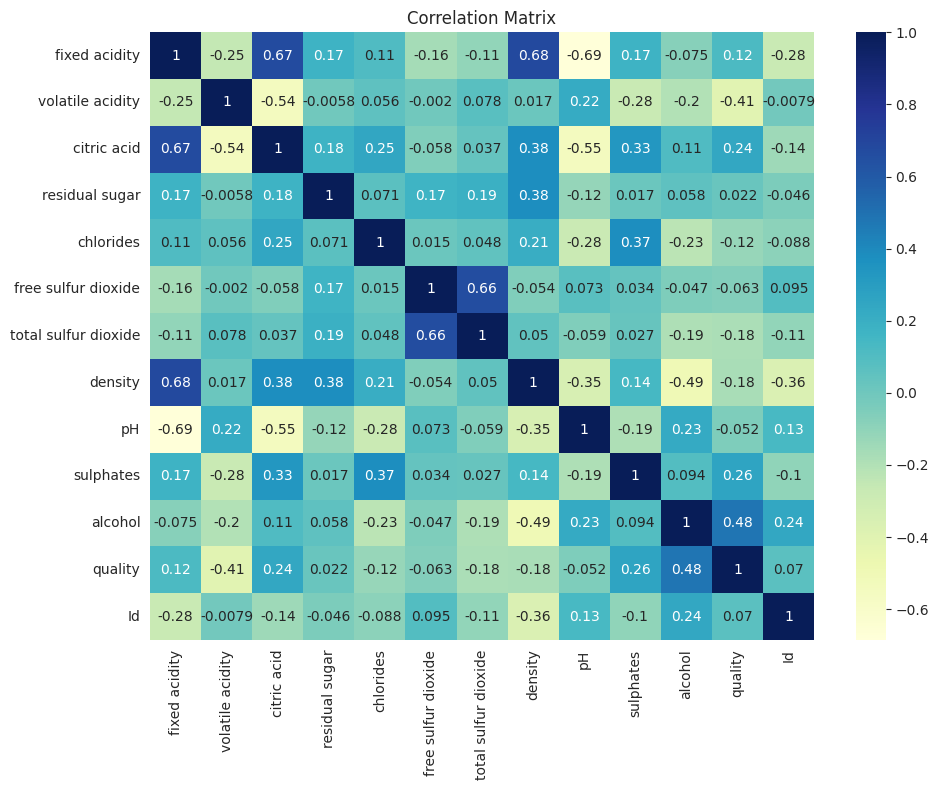 Correlation Matrix
fixed acidity 1 -0.25 0.67 0.17 0.11 -0.16 -0.11 0.68 -0.69 0.17 -0.075 0.12 -0.28
volatile acidity -0.25 1 -0.54 -0.0058 0.056 -0.002 0.078 0.017 0.22 -0.28 -0.2 -0.41 -0.0079
citric acid 0.67 -0.54 1 0.18 0.25 -0.058 0.037 0.38 -0.55 0.33 0.11 0.24 -0.14
residual sugar 0.17 -0.0058 0.18 1 0.071 0.17 0.19 0.38 -0.12 0.017 0.058 0.022 -0.046
chlorides 0.11 0.056 0.25 0.071 1 0.015 0.048 0.21 -0.28 0.37 -0.23 -0.12 -0.088
free sulfur dioxide -0.16 -0.002 -0.058 0.17 0.015 1 0.66 -0.054 0.073 0.034 -0.047 -0.063 0.095
total sulfur dioxide -0.11 0.078 0.037 0.19 0.048 0.66 1 0.05 -0.059 0.027 -0.19 -0.18 -0.11
density 0.68 0.017 0.38 0.38 0.21 -0.054 0.05 1 -0.35 0.14 -0.49 -0.18 -0.36
pH -0.69 0.22 -0.55 -0.12 -0.28 0.073 -0.059 -0.35 1 -0.19 0.23 -0.052 0.13
sulphates 0.17 -0.28 0.33 0.017 0.37 0.034 0.027 0.14 -0.19 1 0.094 0.26 -0.1
alcohol -0.075 -0.2 0.11 0.058 -0.23 -0.047 -0.19 -0.49 0.23 0.094 1 0.48 0.24
quality 0.12 -0.41 0.24 0.022 -0.12 -0.063 -0.18 -0.18 -0.052 0.26 0.48 1 0.07
Id -0.28 -0.0079 -0.14 -0.046 -0.088 0.095 -0.11 -0.36 0.13 -0.1 0.24 0.07 1
fixed acidity
volatile acidity
citric acid
residual sugar
chlorides
free sulfur dioxide
total sulfur dioxide
density
pH
sulphates
alcohol
quality
Id
1.0
0.8
0.6
0.4
0.2
0.0
−0.2
−0.4
−0.6